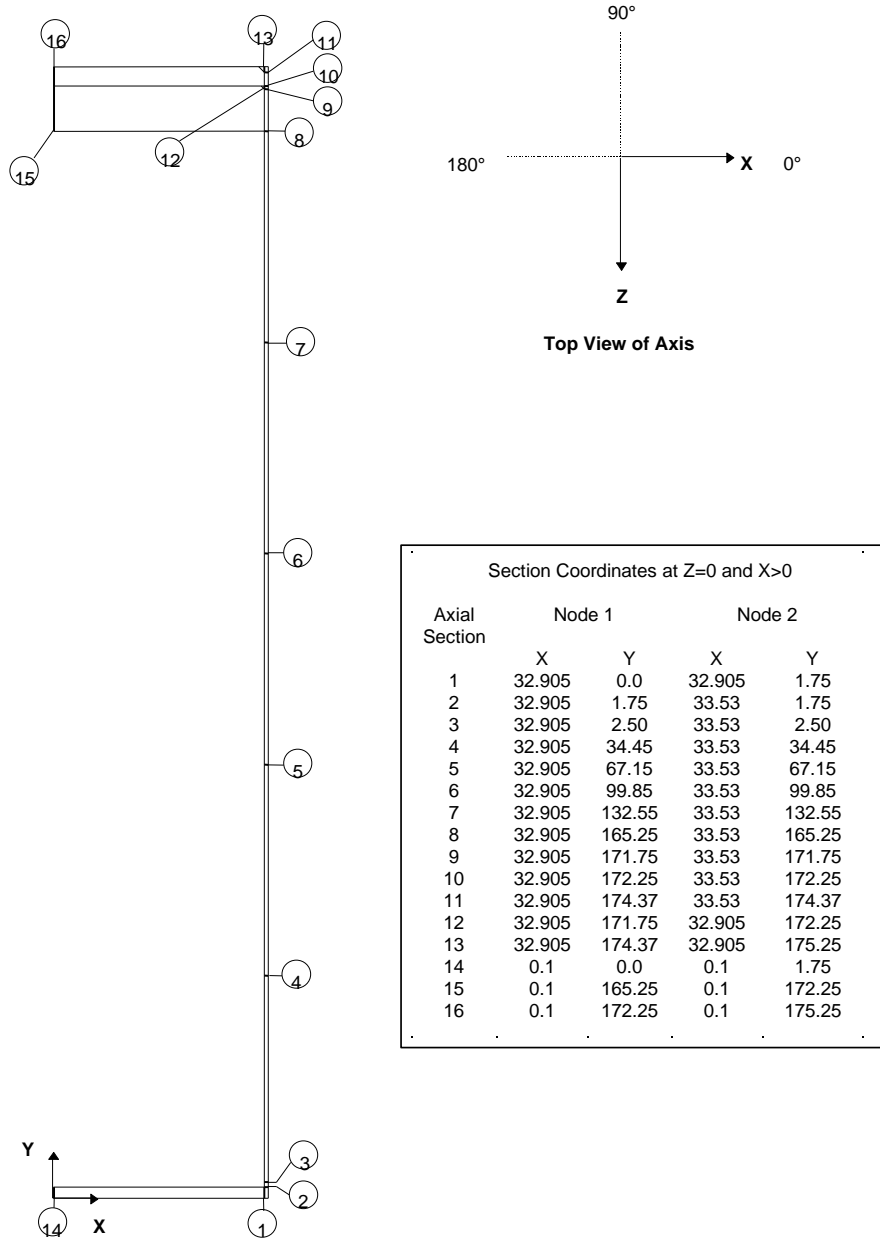 16
13
11
10
9
12
8
15
7
6
5
4
3
2
1
14
Y
X
90°
180°
X
0°
Z
Top View of Axis
Section Coordinates at Z=0 and X>0
Axial Section Node 1 Node 2
X Y X Y
1 32.905 0.0 32.905 1.75
2 32.905 1.75 33.53 1.75
3 32.905 2.50 33.53 2.50
4 32.905 34.45 33.53 34.45
5 32.905 67.15 33.53 67.15
6 32.905 99.85 33.53 99.85
7 32.905 132.55 33.53 132.55
8 32.905 165.25 33.53 165.25
9 32.905 171.75 33.53 171.75
10 32.905 172.25 33.53 172.25
11 32.905 174.37 33.53 174.37
12 32.905 171.75 32.905 172.25
13 32.905 174.37 32.905 175.25
14 0.1 0.0 0.1 1.75
15 0.1 165.25 0.1 172.25
16 0.1 172.25 0.1 175.25